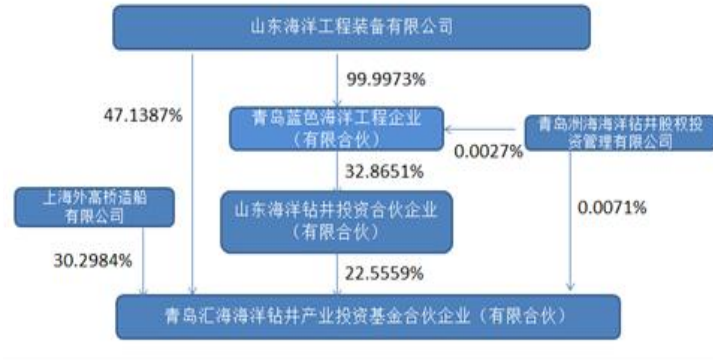 山东海洋工程装备有限公司
99.9973%
47.1387%
青岛蓝色海洋工程企业
（有限合伙）
青岛洲海海洋钻井股权投
资管理有限公司
0.0027%
32.8651%
上海外高桥造船
有限公司
山东海洋钻井投资合伙企业
（有限合伙）
0.0071%
30.2984%
22.5559%
青岛汇海海洋钻井产业投资基金合伙企业（有限合伙）